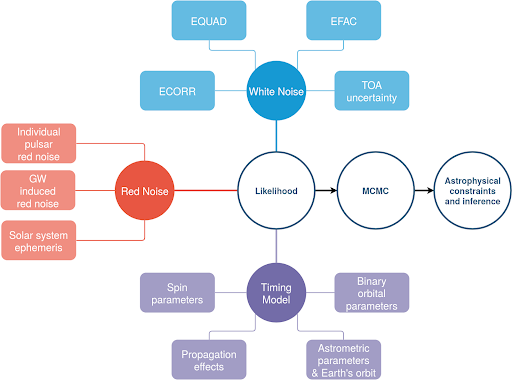 EQUAD
EFAC
ECORR
White Noise
TOA
uncertainty
Individual
pulsar
red noise
GW
induced
red noise
Solar system
ephemeris
Red Noise
Likelihood
MCMC
Astrophysical
constraints
and inference
Spin
parameters
Timing
Model
Binary
orbital
parameters
Propagation
effects
Astrometric
parameters
& Earth's orbit